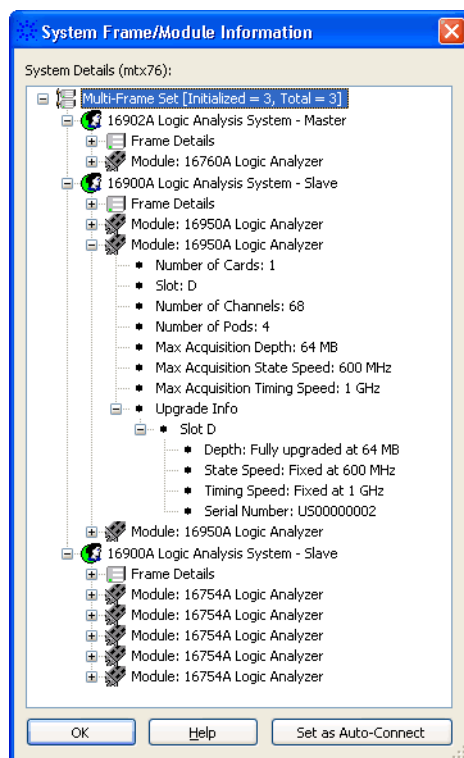 System Frame/Module Information
System Details (mtx76):
Multi-Frame Set [Initialized = 3, Total = 3]
16902A Logic Analysis System - Master
Frame Details
Module: 16760A Logic Analyzer
16900A Logic Analysis System - Slave
Frame Details
Module: 16950A Logic Analyzer
Module: 16950A Logic Analyzer
Number of Cards: 1
Slot: D
Number of Channels: 68
Number of Pods: 4
Max Acquisition Depth: 64 MB
Max Acquisition State Speed: 600 MHz
Max Acquisition Timing Speed: 1 GHz
Upgrade Info
Slot D
Depth: Fully upgraded at 64 MB
State Speed: Fixed at 600 MHz
Timing Speed: Fixed at 1 GHz
Serial Number: US00000002
Module: 16950A Logic Analyzer
16900A Logic Analysis System - Slave
Frame Details
Module: 16754A Logic Analyzer
Module: 16754A Logic Analyzer
Module: 16754A Logic Analyzer
Module: 16754A Logic Analyzer
Module: 16754A Logic Analyzer
OK Help Set as Auto-Connect